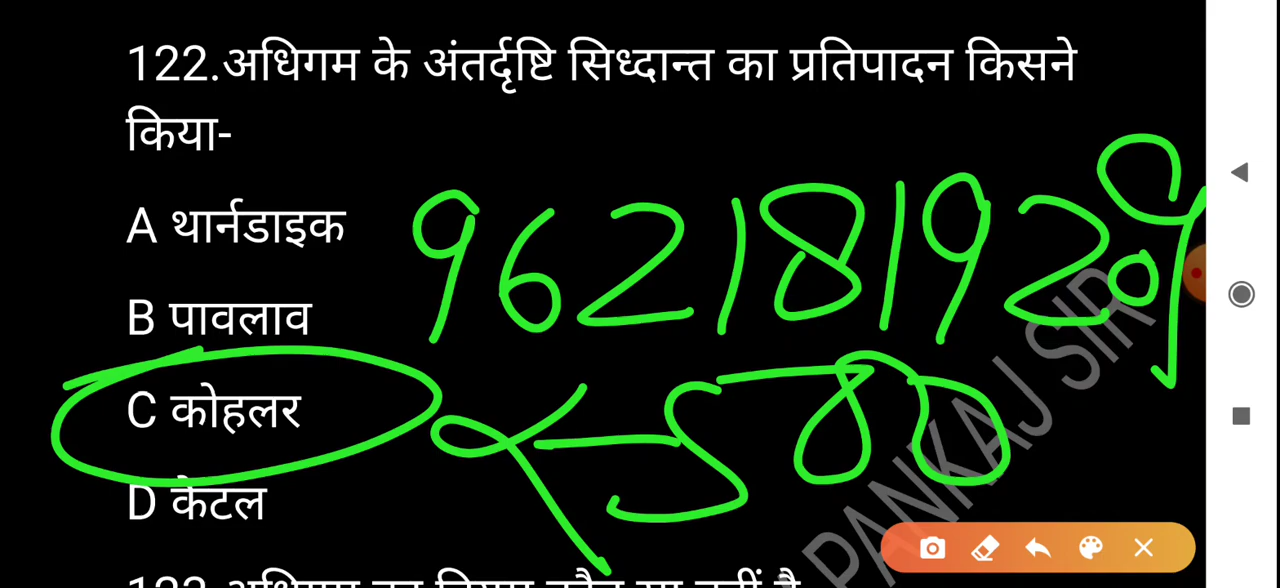 122.अधिगम के अंतर्दृष्टि सिध्दान्त का प्रतिपादन किसने
किया-
A थार्नडाइक
9621819209
B पावलाव
C कोहलर
D केटल
PANKAJ SIR